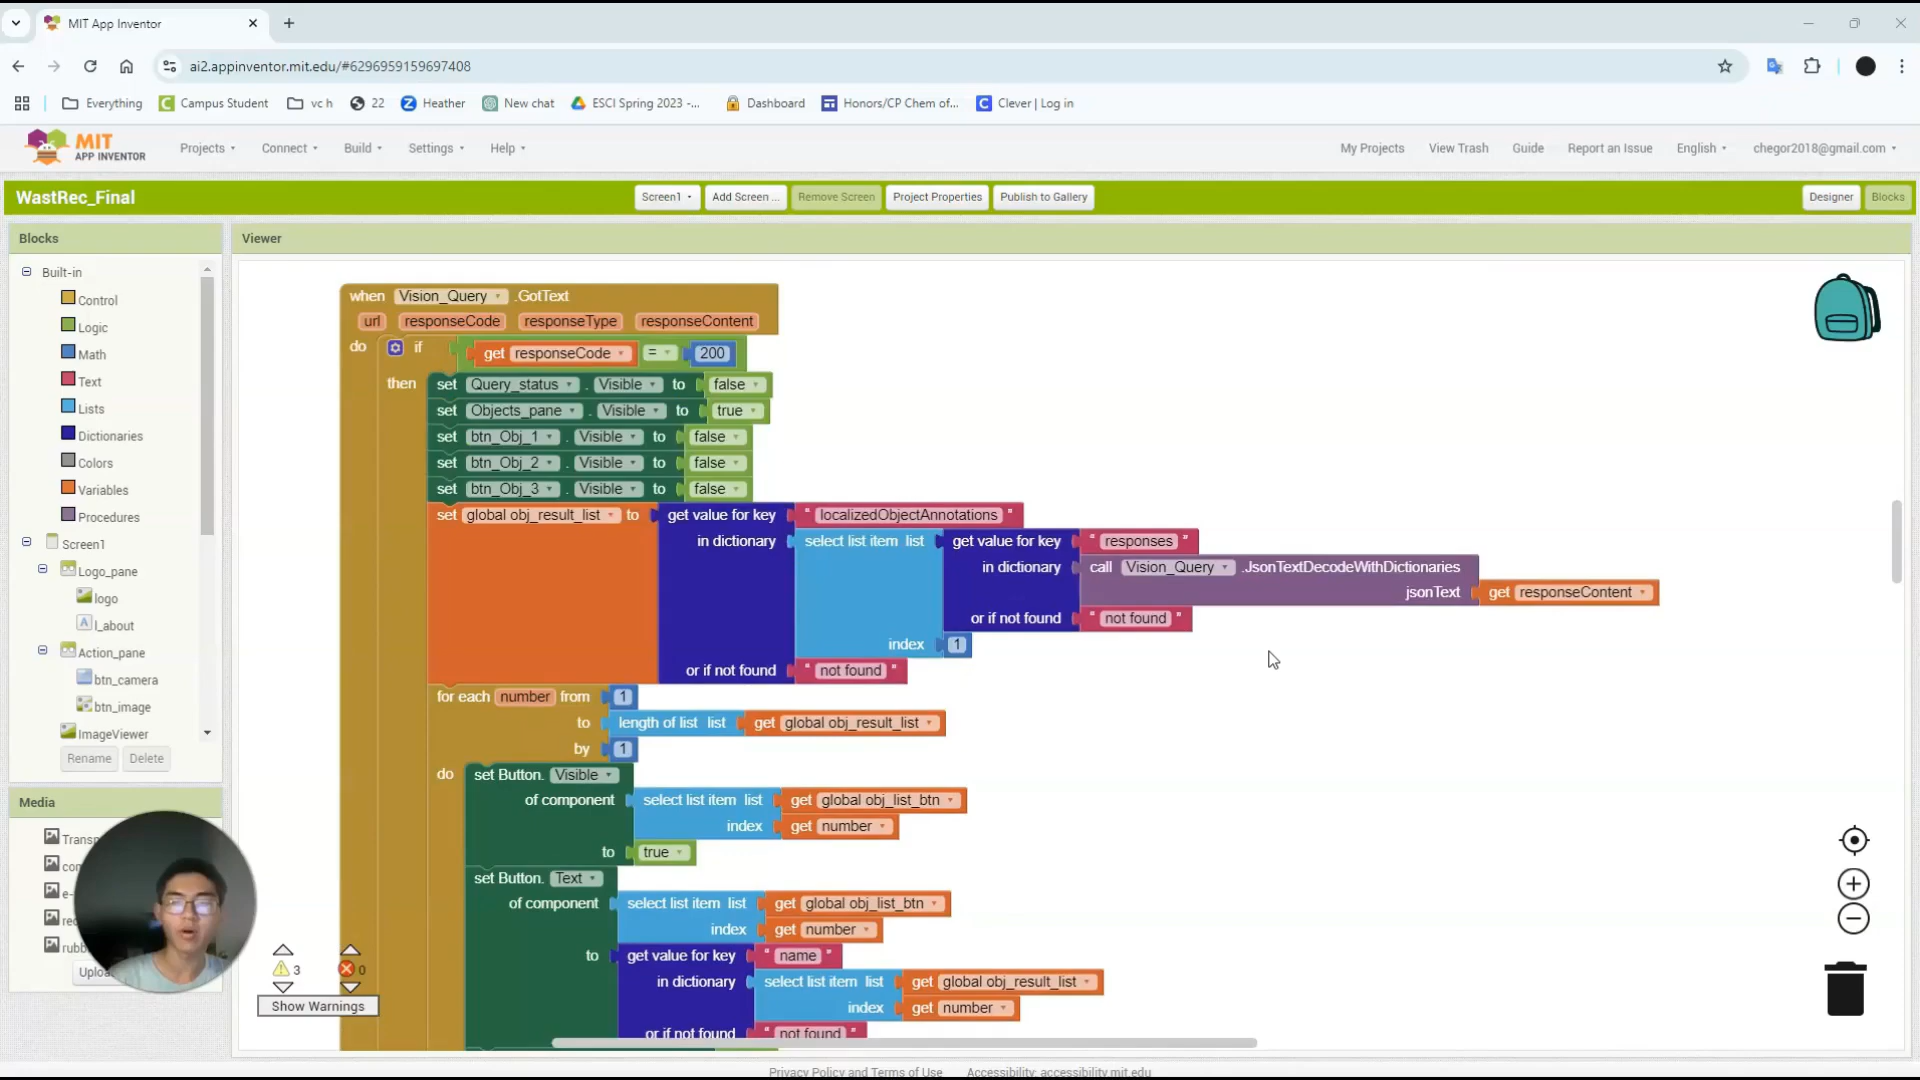 MIT App Inventor
ai2.appinventor.mit.edu/#6296959159697408
Everything
Campus Student
vc h
22
Heather
New chat
ESCI Spring 2023 -...
Dashboard
Honors/CP Chem of...
Clever | Log in
MIT
APP INVENTOR
Projects
Connect
Build
Settings
Help
My Projects
View Trash
Guide
Report an Issue
English
chegor2018@gmail.com
WastRec_Final
Screen1
Add Screen ...
Remove Screen
Project Properties
Publish to Gallery
Designer
Blocks
Blocks
Built-in
Control
Logic
Math
Text
Lists
Dictionaries
Colors
Variables
Procedures
Screen1
Logo_pane
logo
l_about
Action_pane
btn_camera
btn_image
ImageViewer
Rename
Delete
Media
Viewer
when Vision_Query .GotText
url responseCode responseType responseContent
do if get responseCode = 200
then set Query_status . Visible to false
set Objects_pane . Visible to true
set btn_Obj_1 . Visible to false
set btn_Obj_2 . Visible to false
set btn_Obj_3 . Visible to false
set global obj_result_list to get value for key " localizedObjectAnnotations "
in dictionary select list item list get value for key " responses "
in dictionary call Vision_Query .JsonTextDecodeWithDictionaries
jsonText get responseContent
or if not found " not found "
index 1
or if not found " not found "
for each number from 1
to length of list list get global obj_result_list
by 1
do set Button. Visible
of component select list item list get global obj_list_btn
index get number
to true
set Button. Text
of component select list item list get global obj_list_btn
index get number
to get value for key " name "
in dictionary select list item list get global obj_result_list
index get number
or if not found " not found "
3
0
Show Warnings
Privacy Policy and Terms of Use
Accessibility: accessibility.mit.edu